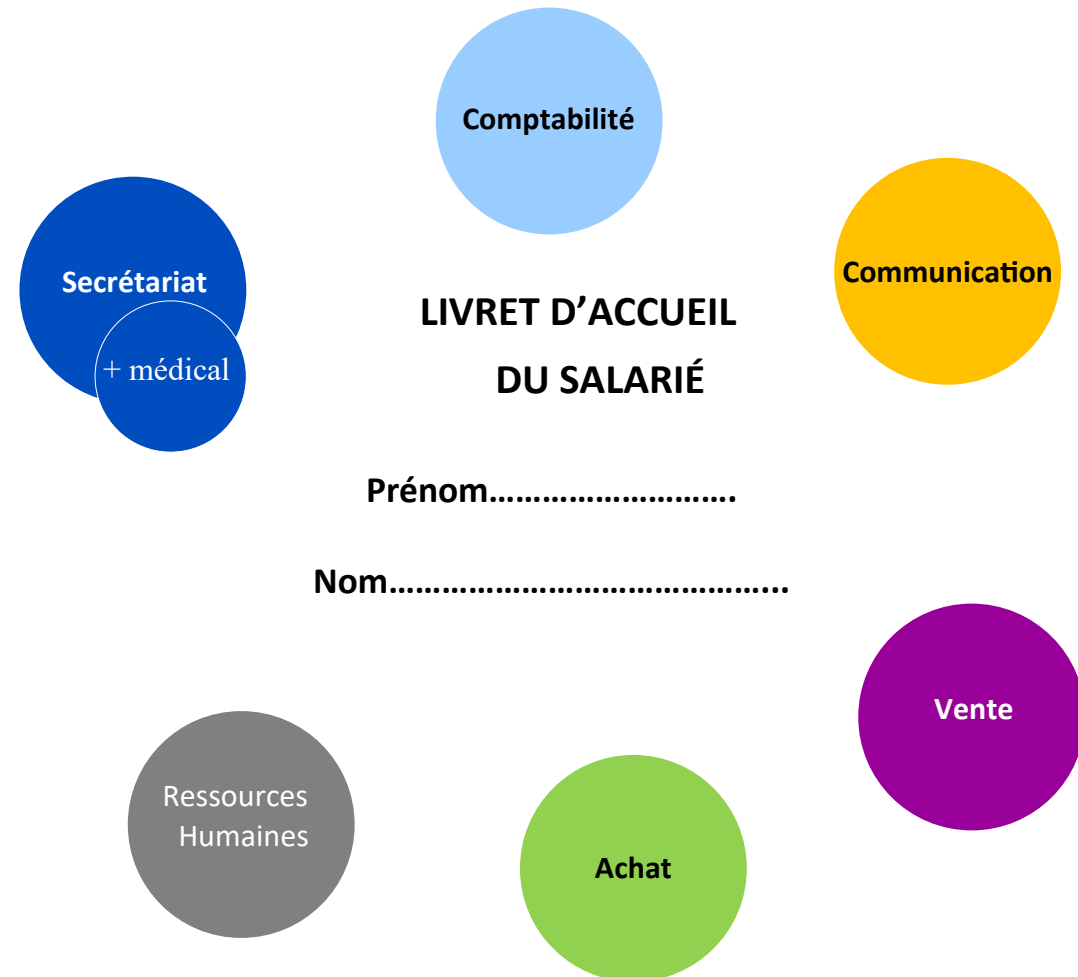 Comptabilité
Communication
Secrétariat
+ médical
LIVRET D’ACCUEIL
DU SALARIÉ
Prénom……………………….
Nom……………………………………...
Vente
Ressources
Humaines
Achat